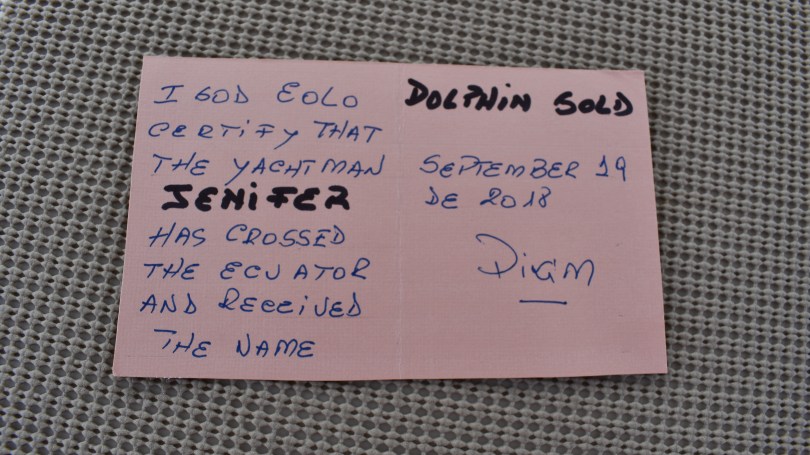 I GOD EOLO
CERTIFY THAT
THE YACHTMAN
JENiFER
HAS CROSSED
THE ECUATOR
AND RECEiVED
THE NAME
DOLPHiN GOLD
SEPTEMBER 19
DE 2018